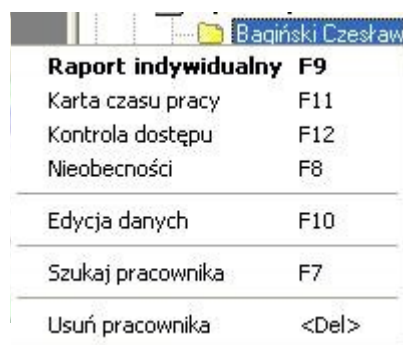 Bagiński Czesław
Raport indywidualny F9
Karta czasu pracy F11
Kontrola dostępu F12
Nieobecności F8
Edycja danych F10
Szukaj pracownika F7
Usuń pracownika <Del>